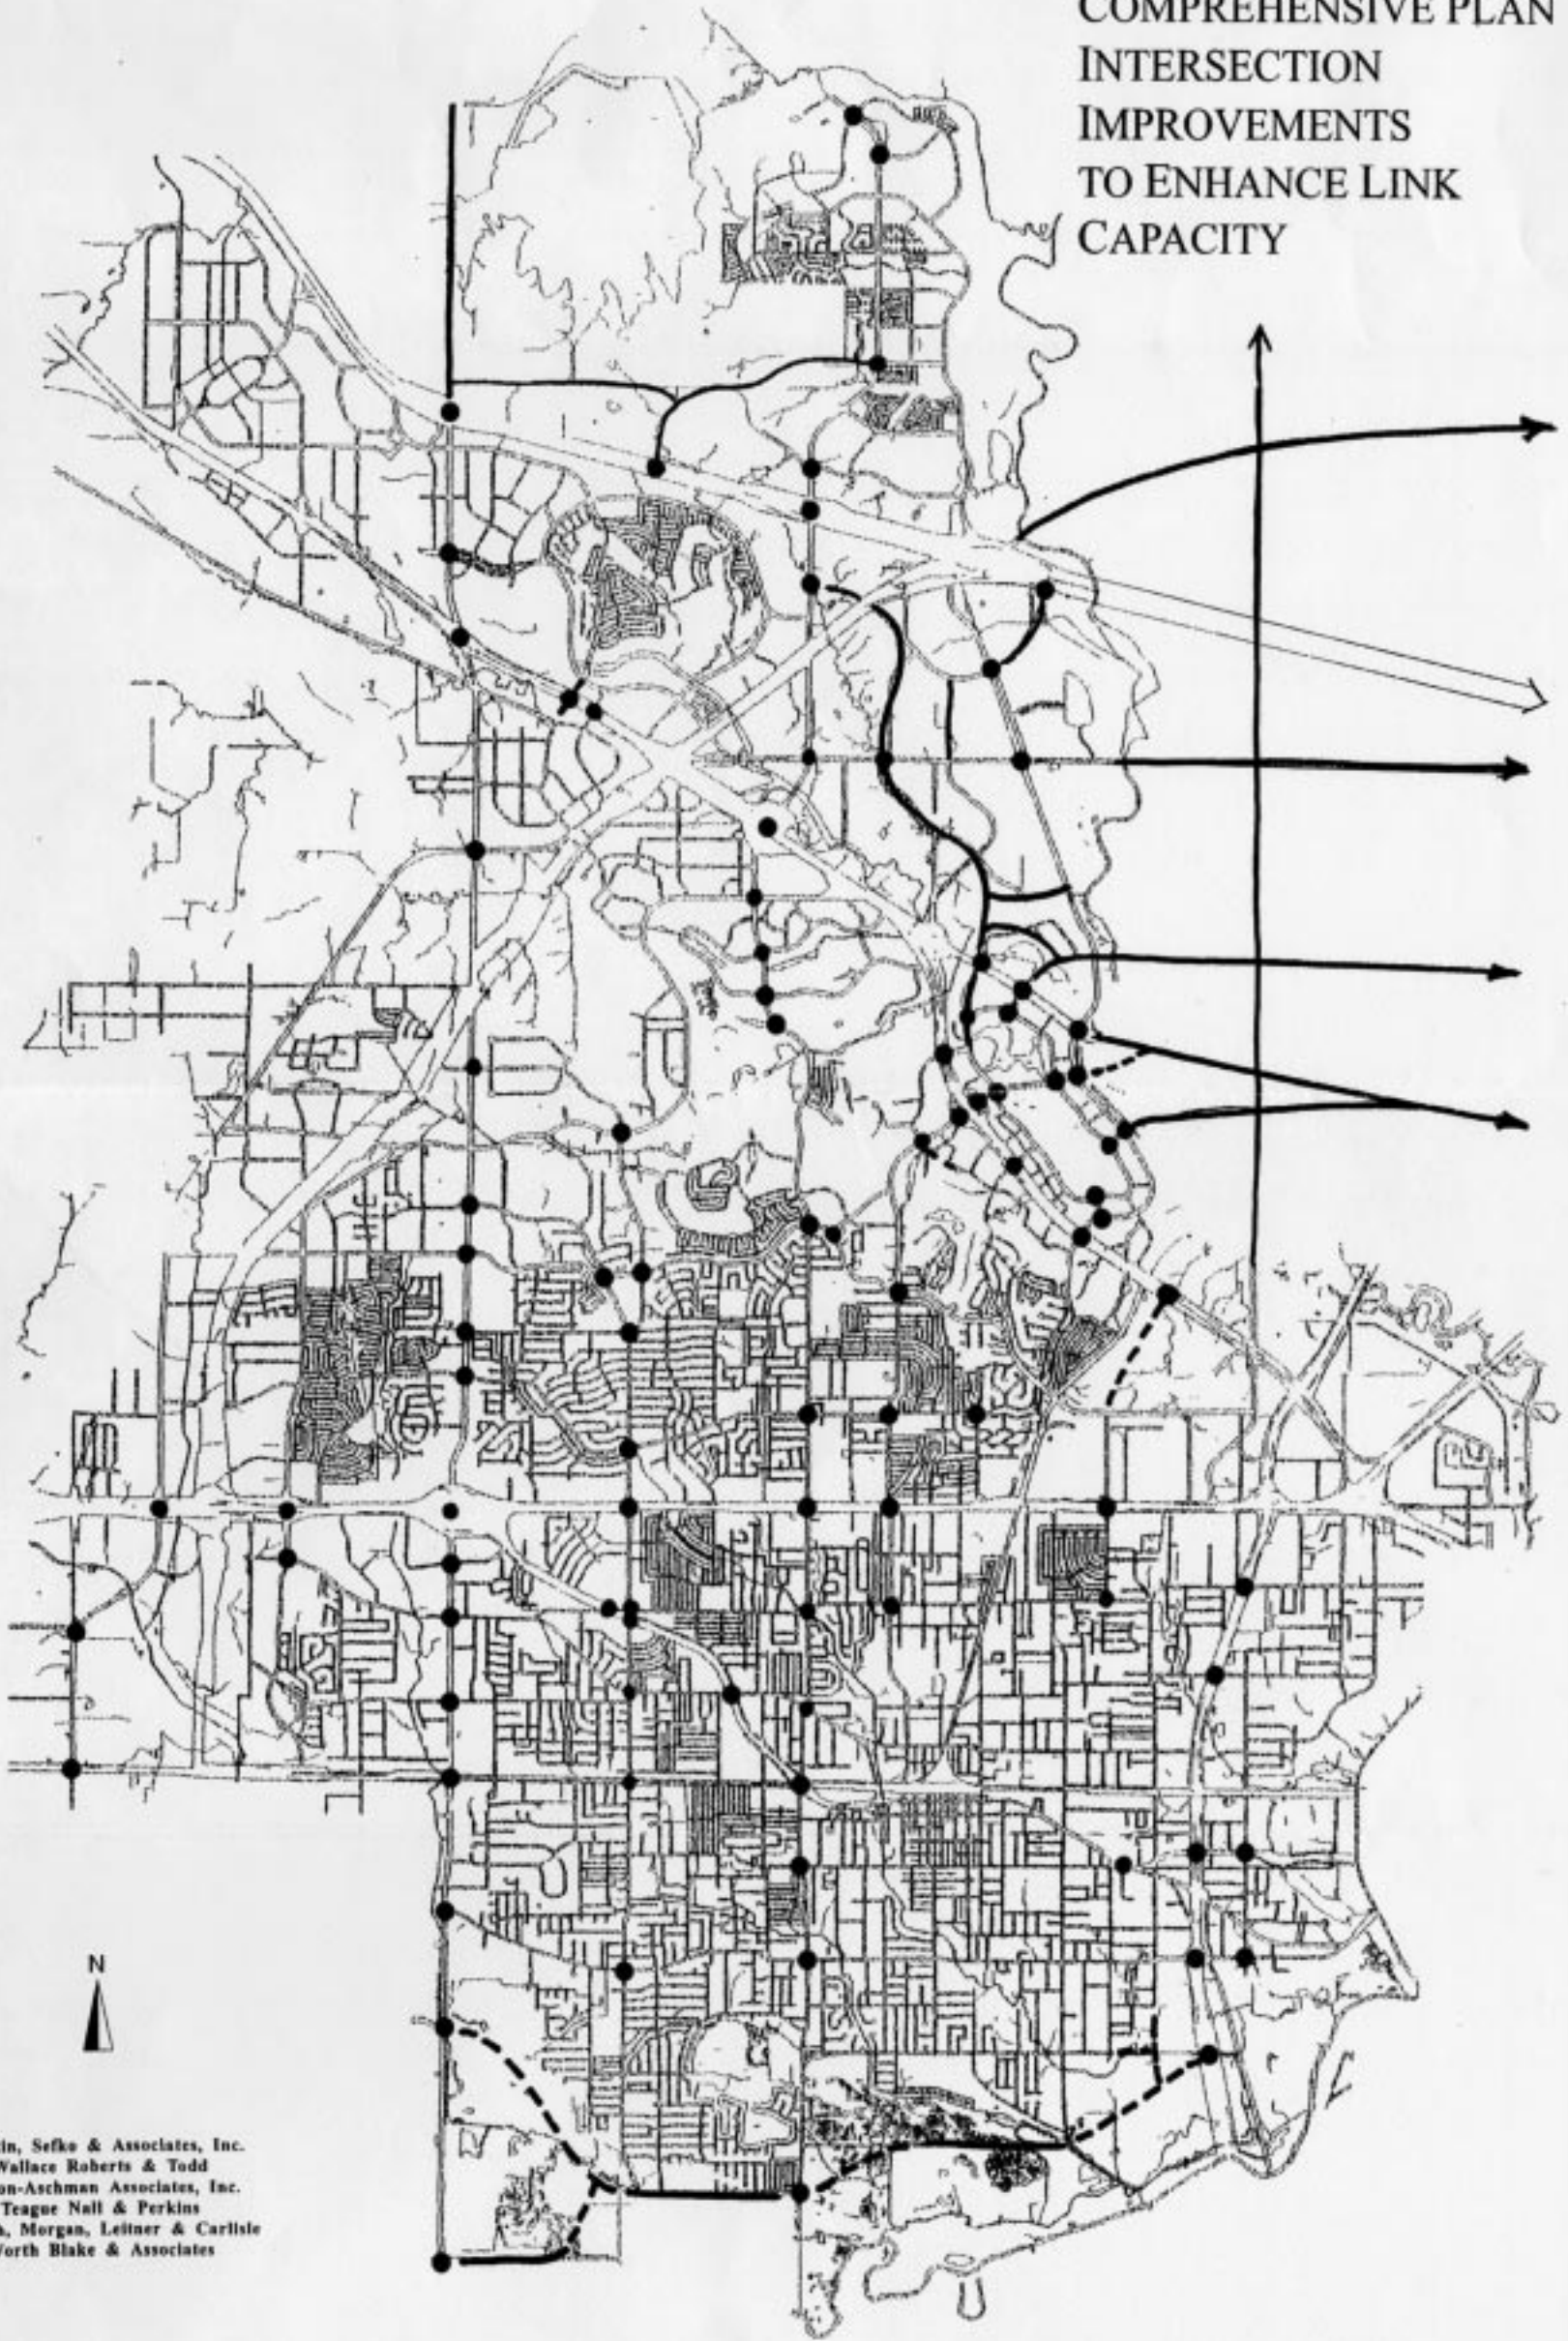 COMPREHENSIVE PLAN
INTERSECTION
IMPROVEMENTS
TO ENHANCE LINK
CAPACITY
N
Sefko & Associates, Inc.
Wallace Roberts & Todd
Associates, Inc.
Teague Nall & Perkins
Morgan, Leitner & Carlisle
Blake & Associates